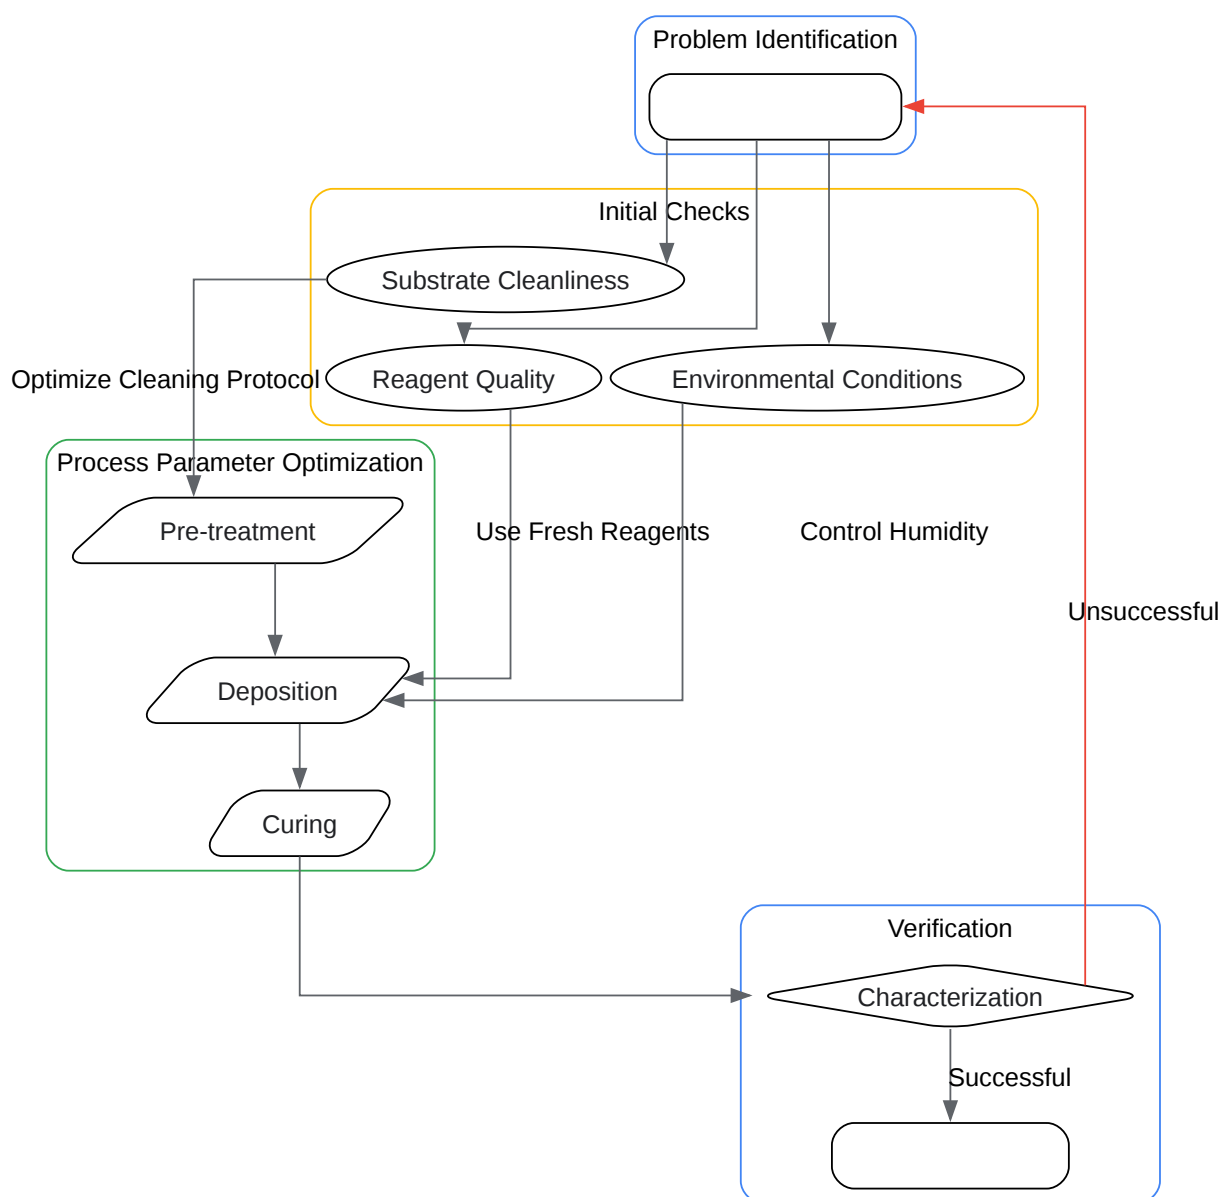 Problem Identification
Initial Checks
Substrate Cleanliness
Optimize Cleaning Protocol
Reagent Quality
Environmental Conditions
Process Parameter Optimization
Pre-treatment
Use Fresh Reagents
Control Humidity
Unsuccessful
Deposition
Curing
Verification
Characterization
Successful